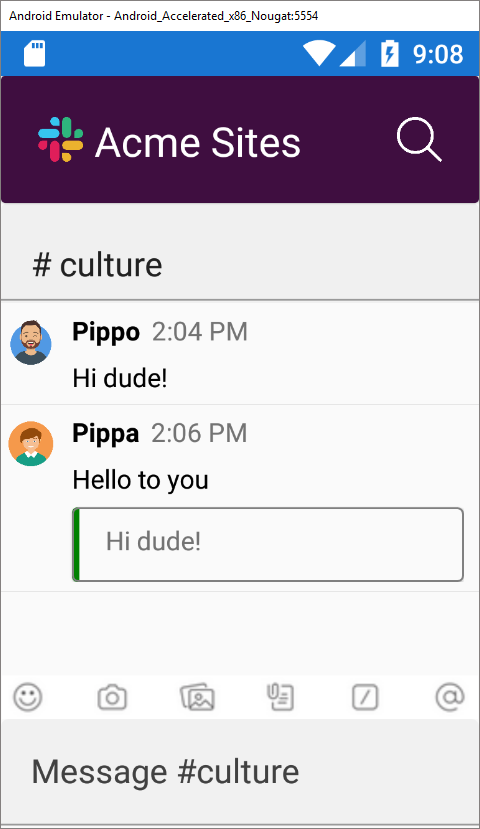 Android Emulator - Android_Accelerated_x86_Nougat:5554
9:08
Acme Sites
# culture
Pippo 2:04 PM
Hi dude!
Pippa 2:06 PM
Hello to you
Hi dude!
Message #culture